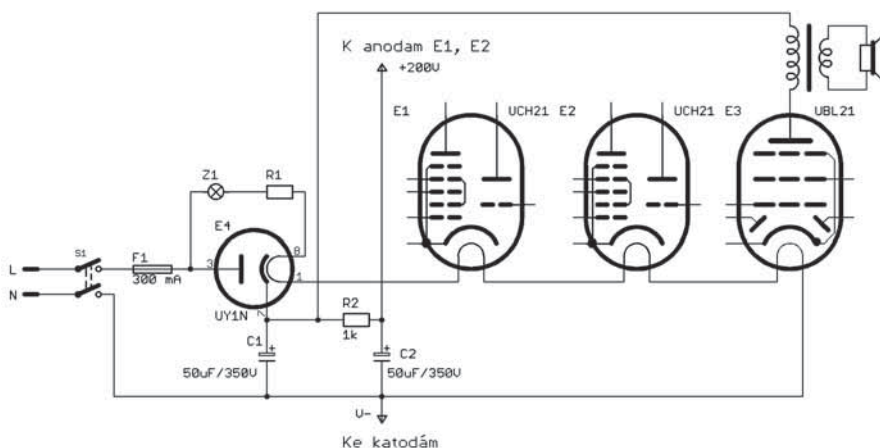 K anodam E1, E2
+200V
E1
UCH21
E2
UCH21
E3
UBL21
Z1
R1
E4
S1
F1
L
300 mA
3
8
1
N
UY1N
7
R2
1k
C1
+
50uF/350V
+
C2
50uF/350V
V-
Ke katodám